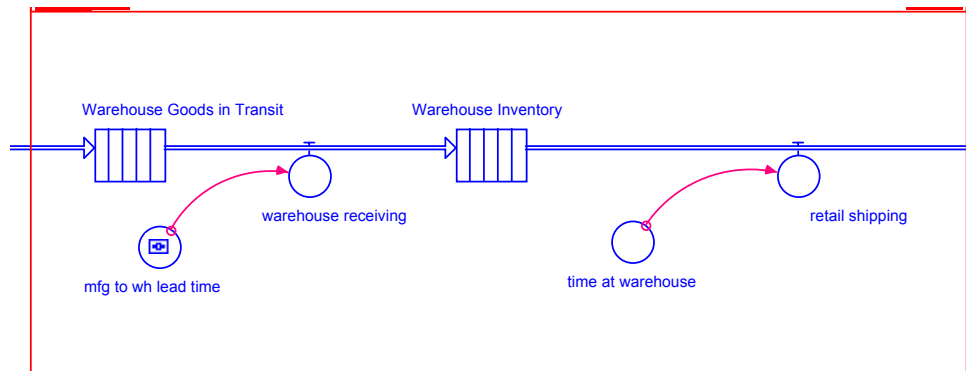 Warehouse Goods in Transit
Warehouse Inventory
warehouse receiving
retail shipping
mfg to wh lead time
time at warehouse